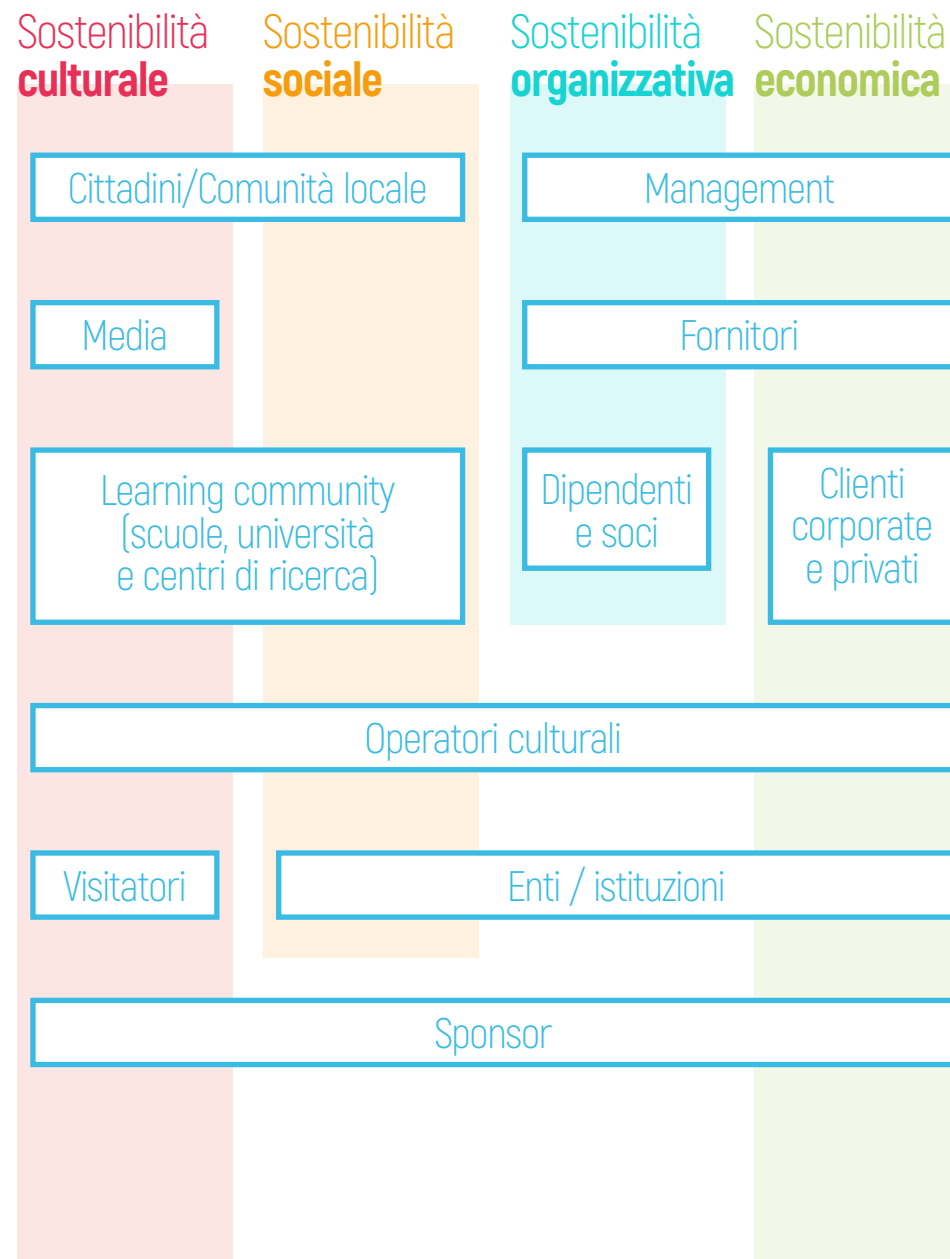 Sostenibilità
culturale
Sostenibilità
sociale
Sostenibilità
organizzativa
Sostenibilità
economica
Cittadini/Comunità locale
Management
Media
Fornitori
Learning community
(scuole, università
e centri di ricerca)
Dipendenti
e soci
Clienti
corporate
e privati
Operatori culturali
Visitatori
Enti / istituzioni
Sponsor